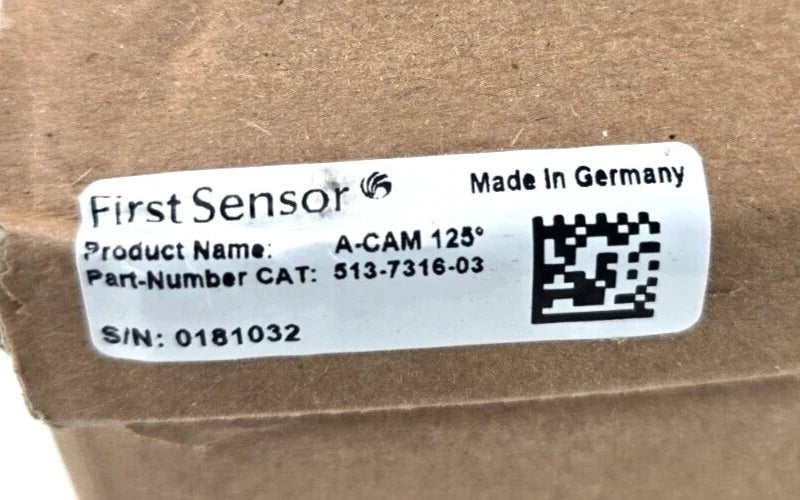 First Sensor
Made In Germany
Product Name: A-CAM 125°
Part-Number CAT: 513-7316-03
S/N: 0181032